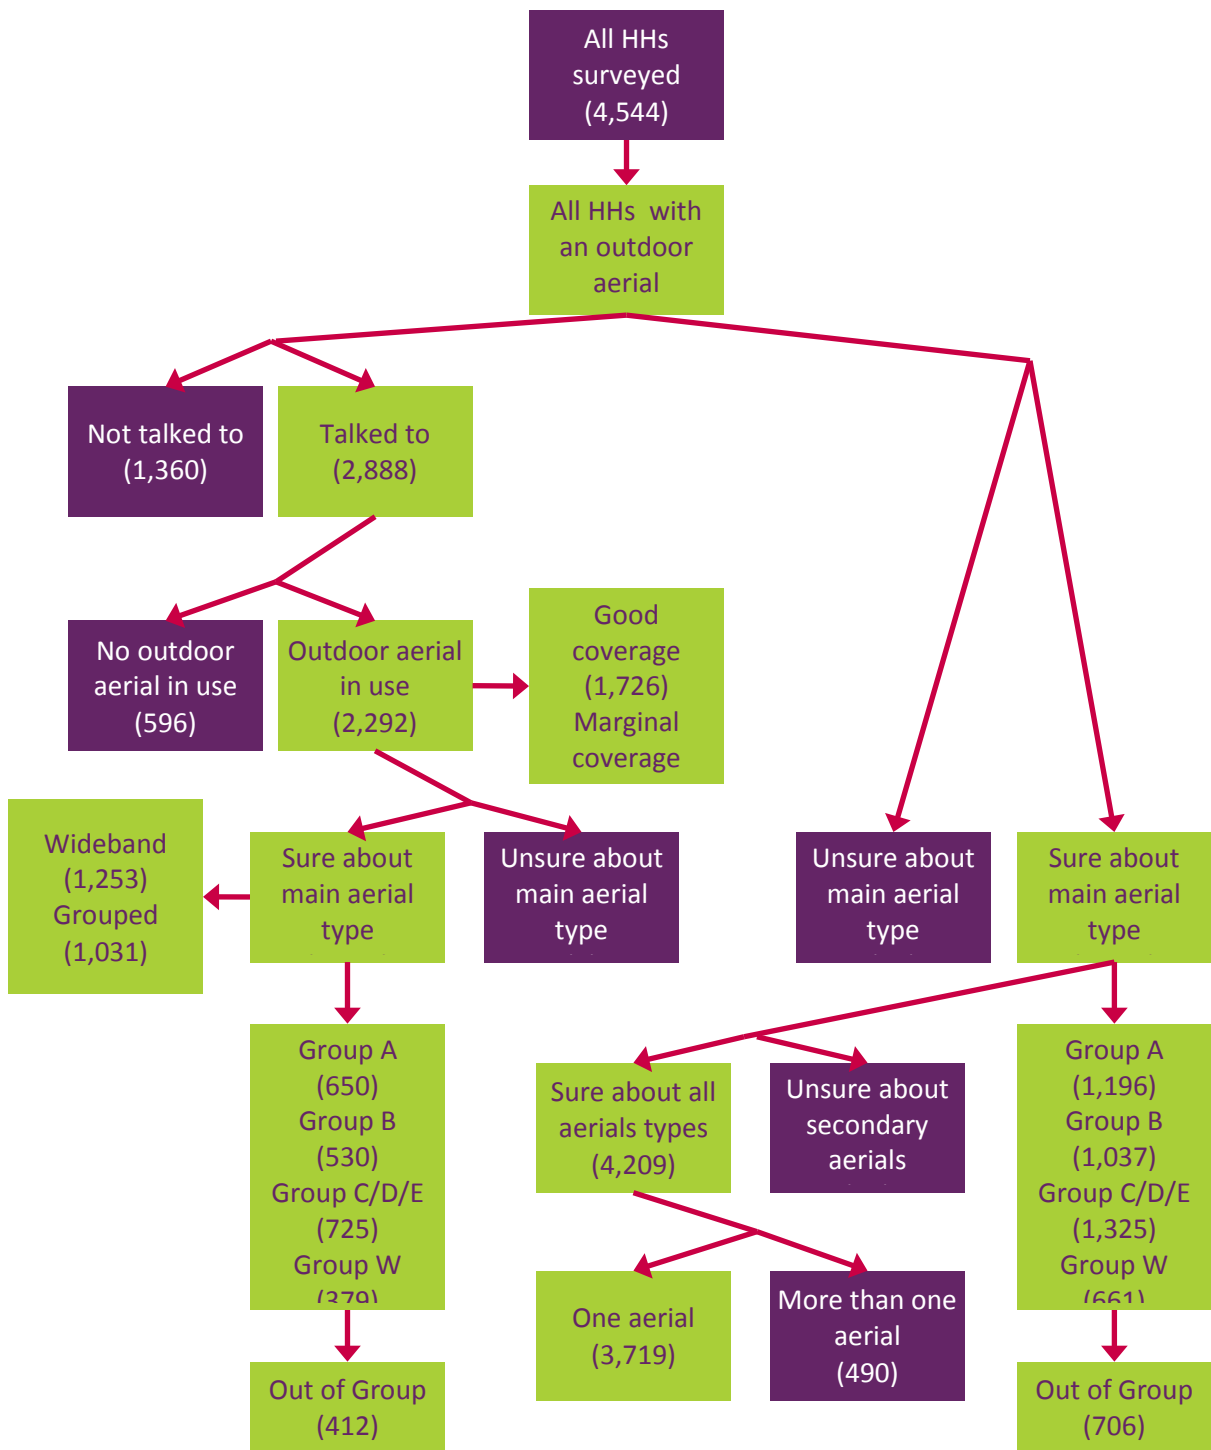 All HHs
surveyed
(4,544)
All HHs with
an outdoor
aerial
Not talked to
(1,360)
Talked to
(2,888)
No outdoor
aerial in use
(596)
Outdoor aerial
in use
(2,292)
Good
coverage
(1,726)
Marginal
coverage
Wideband
(1,253)
Grouped
(1,031)
Sure about
main aerial
type
Unsure about
main aerial
type
Unsure about
main aerial
type
Sure about
main aerial
type
Group A
(650)
Group B
(530)
Group C/D/E
(725)
Group W
(379)
Sure about all
aerials types
(4,209)
Unsure about
secondary
aerials
Group A
(1,196)
Group B
(1,037)
Group C/D/E
(1,325)
Group W
(661)
One aerial
(3,719)
More than one
aerial
(490)
Out of Group
(412)
Out of Group
(706)